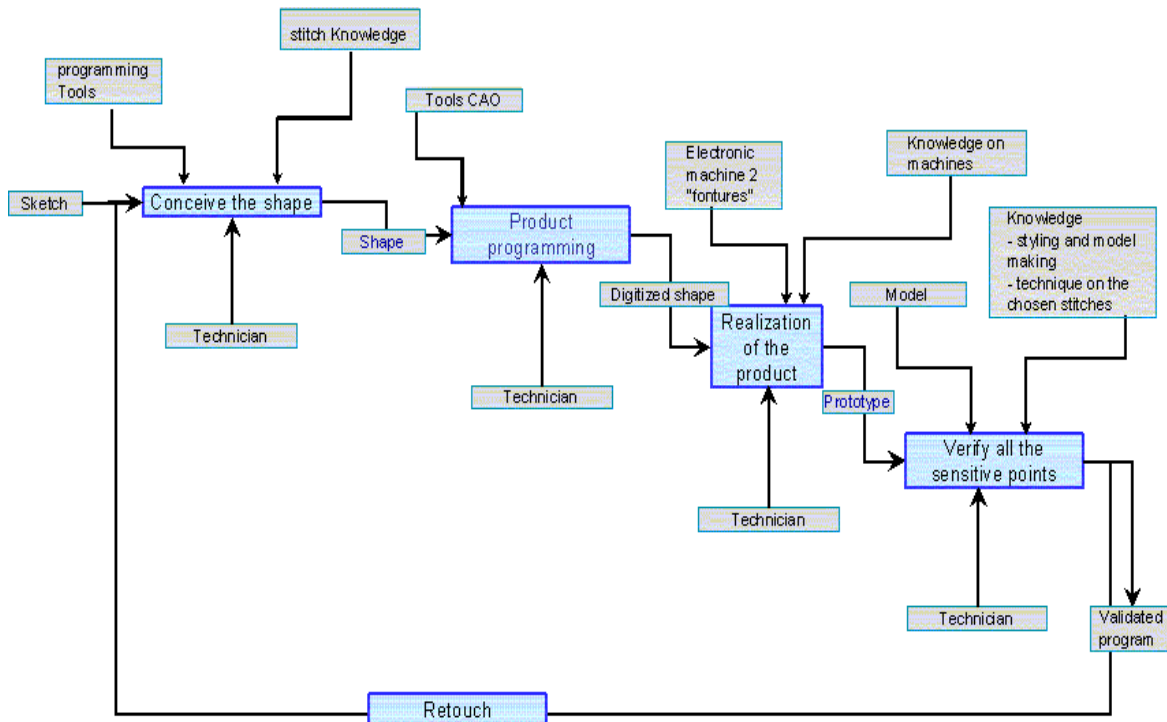 stitch Knowledge
programming
Tools
Tools CAO
Electronic
machine 2
"fontures"
Knowledge on
machines
Sketch
Conceive the shape
Shape
Product
programming
Knowledge
- styling and model
making
- technique on the
chosen stitches
Digitized shape
Model
Realization
of the
product
Technician
Technician
Prototype
Verify all the
sensitive points
Technician
Technician
Validated
program
Retouch